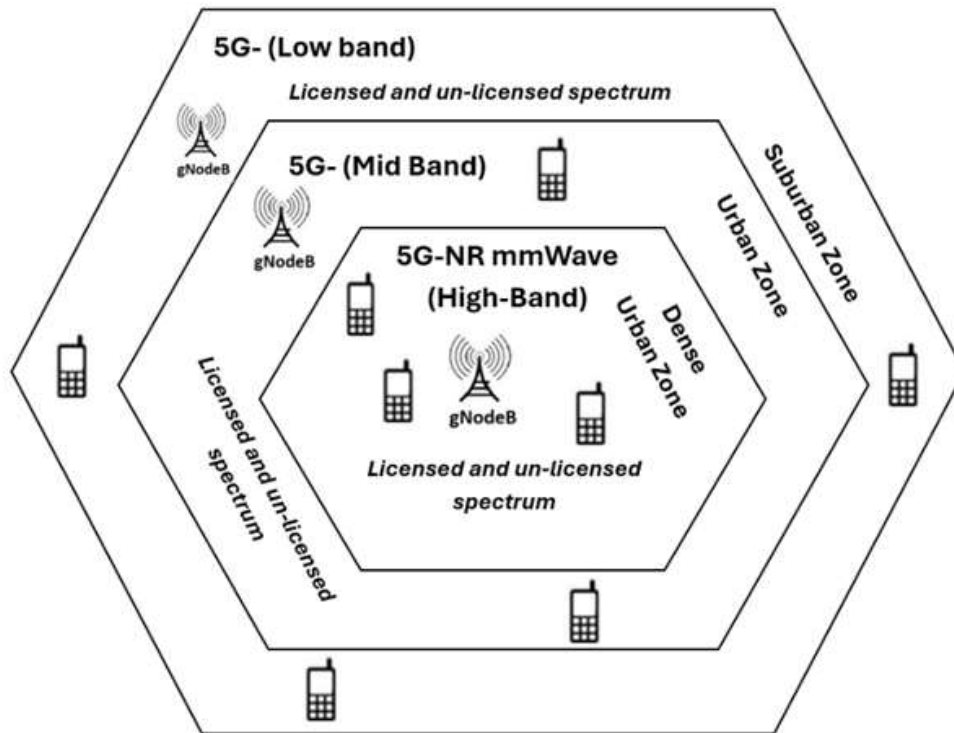 5G- (Low band)
Licensed and un-licensed spectrum
gNodeB
Suburban Zone
5G- (Mid Band)
gNodeB
Urban Zone
Licensed and un-licensed
spectrum
5G-NR mmWave
(High-Band)
Dense
Urban Zone
gNodeB
Licensed and un-licensed
spectrum